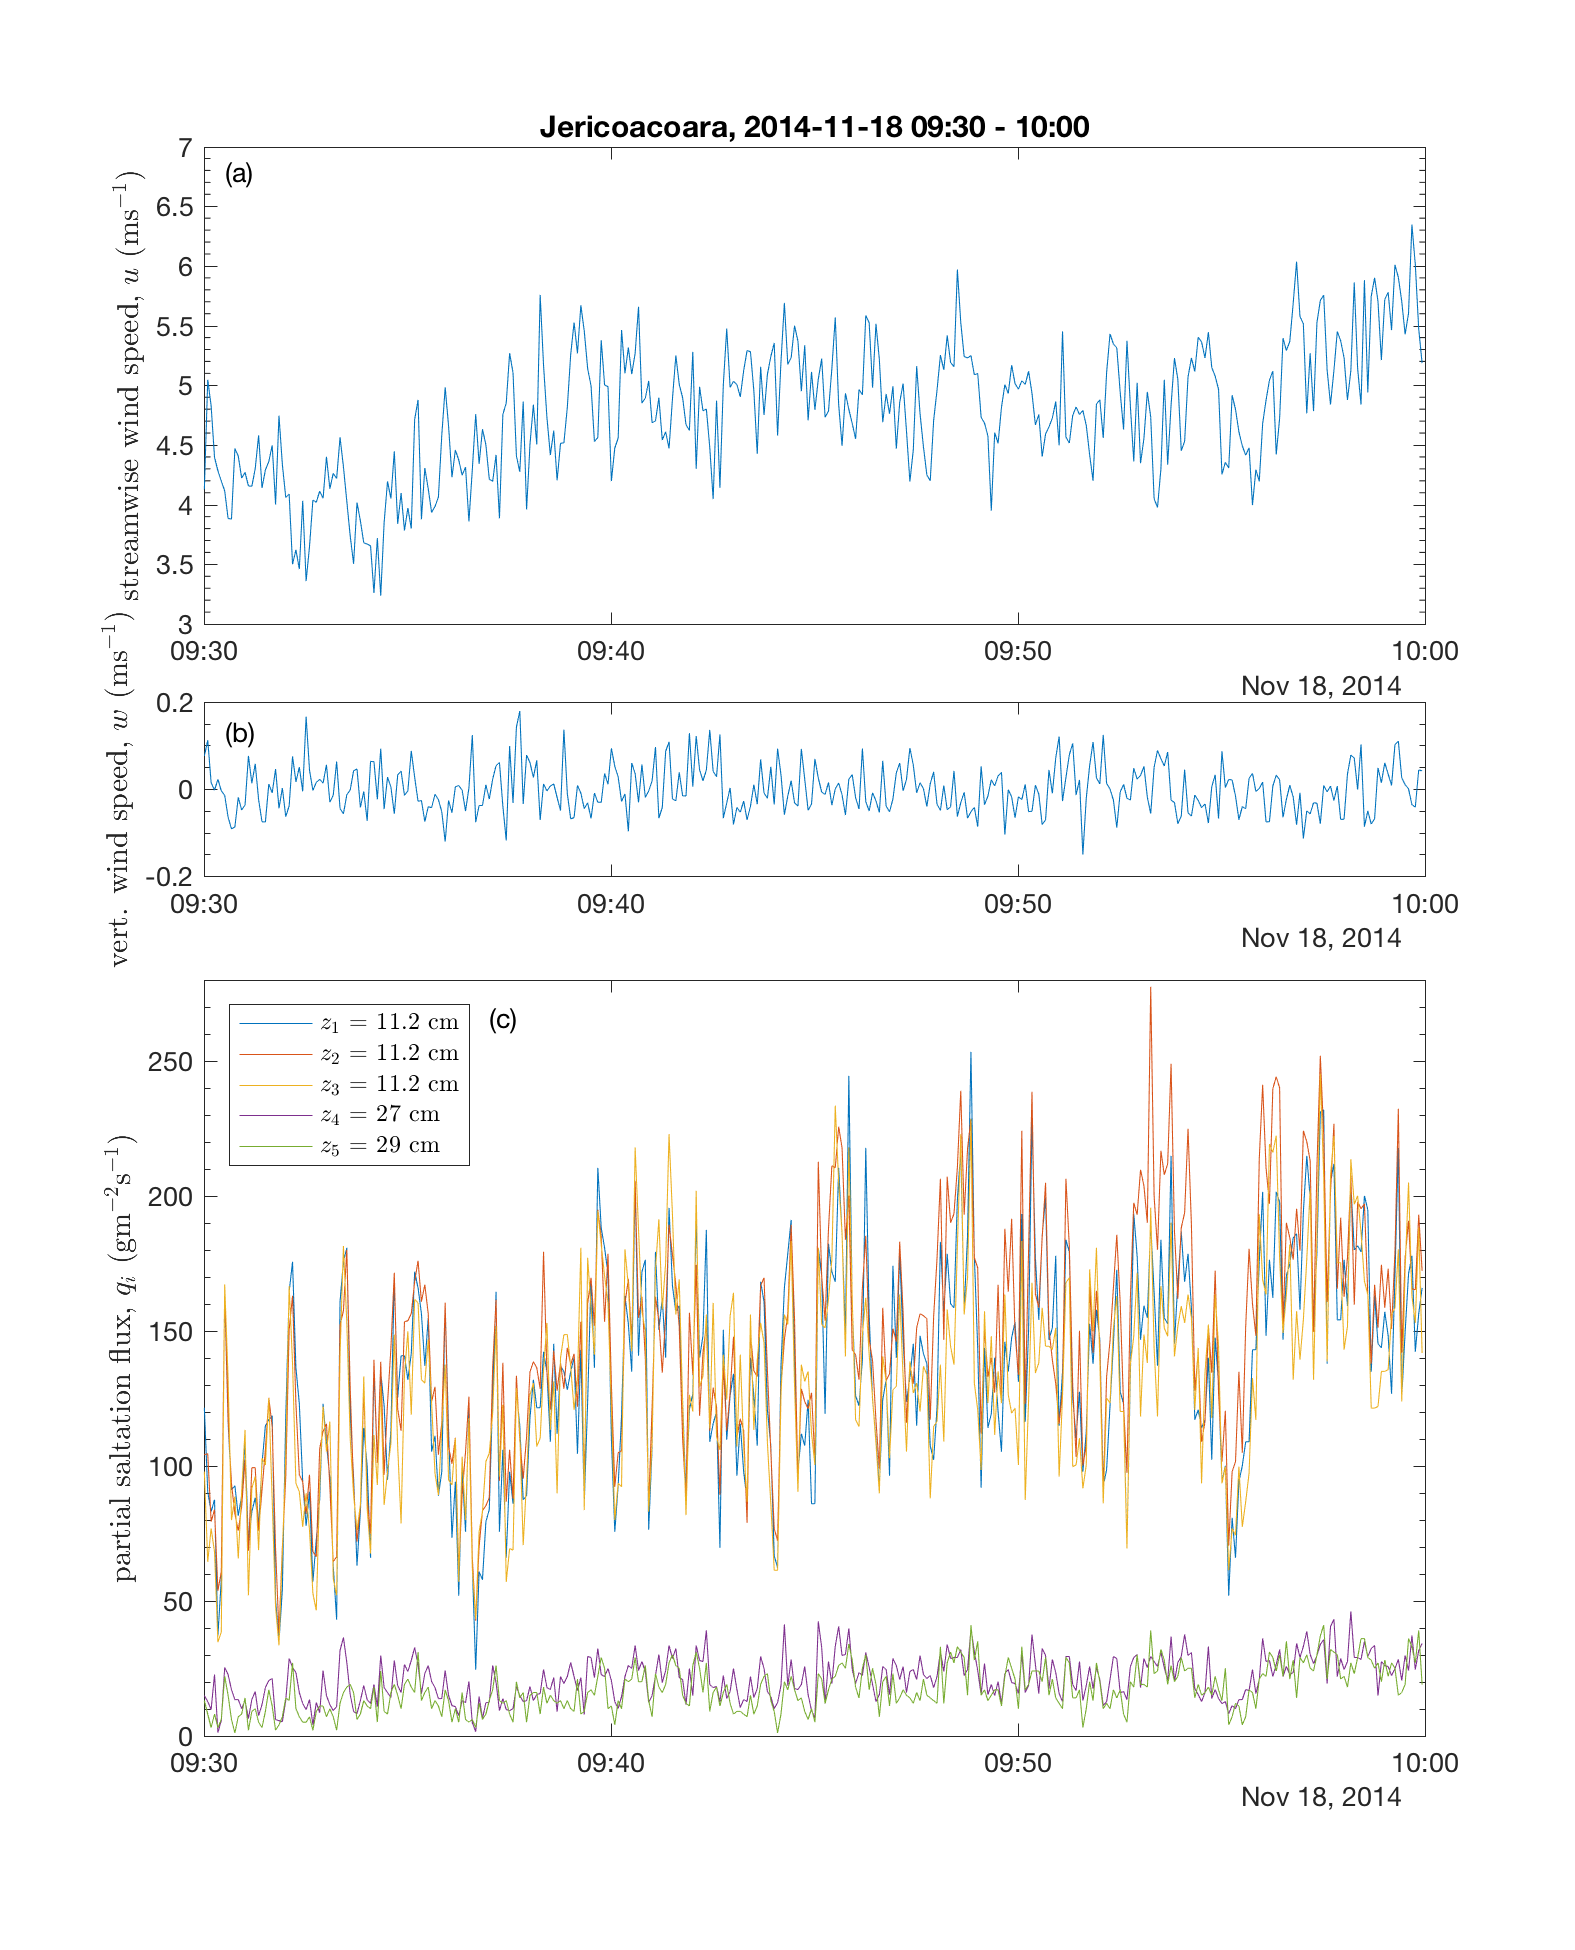 Jericoacoara, 2014-11-18 09:30 - 10:00
(a)
streamwise wind speed, u (ms⁻¹)
7
6.5
6
5.5
5
4.5
4
3.5
3
09:30 09:40 09:50 10:00
Nov 18, 2014
(b)
vert. wind speed, w (ms⁻¹)
0.2
0
-0.2
09:30 09:40 09:50 10:00
Nov 18, 2014
(c)
z₁ = 11.2 cm
z₂ = 11.2 cm
z₃ = 11.2 cm
z₄ = 27 cm
z₅ = 29 cm
partial saltation flux, qᵢ (gm⁻²s⁻¹)
250
200
150
100
50
0
09:30 09:40 09:50 10:00
Nov 18, 2014